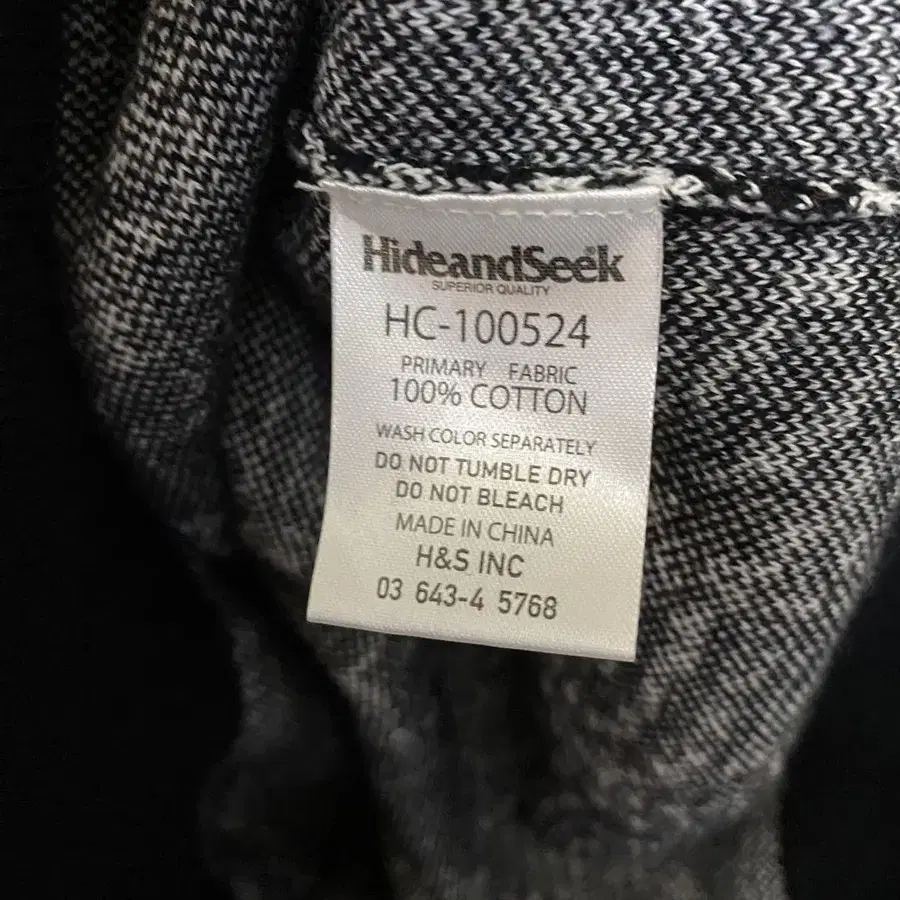 HideandSeek
SUPERIOR QUALITY
HC-100524
PRIMARY FABRIC
100% COTTON
WASH COLOR SEPARATELY
DO NOT TUMBLE DRY
DO NOT BLEACH
MADE IN CHINA
H&S INC
03 643-4 5768